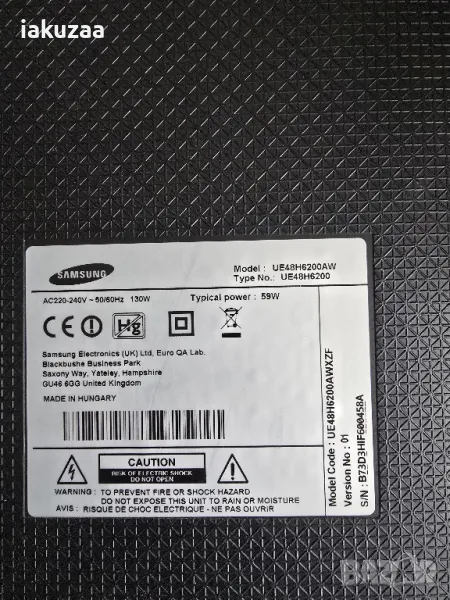 iakuzaa
SAMSUNG
Model : UE48H6200AW
Type No.: UE48H6200
AC220-240V ~ 50/60Hz 130W
Typical power : 59W
Hg
Samsung Electronics (UK) Ltd, Euro QA Lab.
Blackbushe Business Park
Saxony Way, Yateley, Hampshire
GU46 6GG United Kingdom
MADE IN HUNGARY
CAUTION
RISK OF ELECTRIC SHOCK
DO NOT OPEN
WARNING : TO PREVENT FIRE OR SHOCK HAZARD
DO NOT EXPOSE THIS UNIT TO RAIN OR MOISTURE
AVIS : RISQUE DE CHOC ELECTRIQUE - NE PAS OUVRiR
Model Code : UE48H6200AWXZF
Version No : 01
S/N : B73D3HIF600458A
bazar